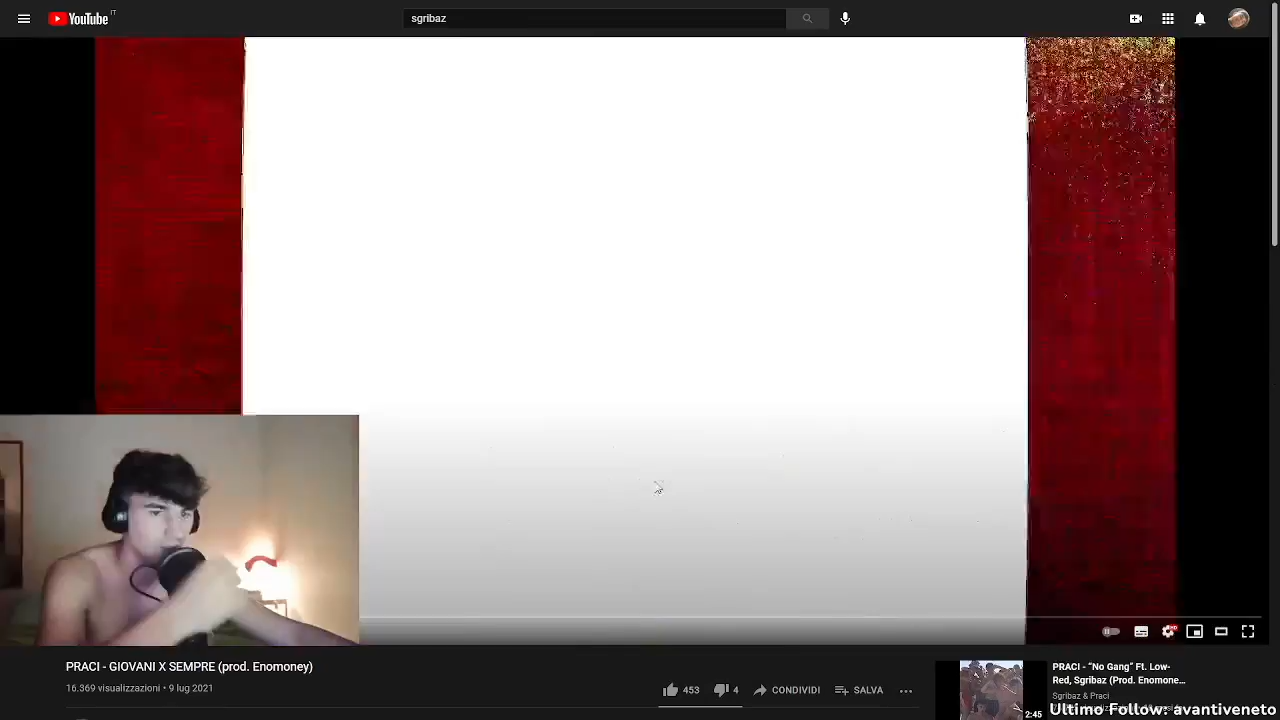 YouTube IT
sgribaz
PRACI - GIOVANI X SEMPRE (prod. Enomoney)
16.369 visualizzazioni • 9 lug 2021
453
4
CONDIVIDI
SALVA
2:45
PRACI - “No Gang” Ft. Low-
Red, Sgribaz (Prod. Enomone...
Sgribaz & Praci
Ultimo Follow: avantiveneto